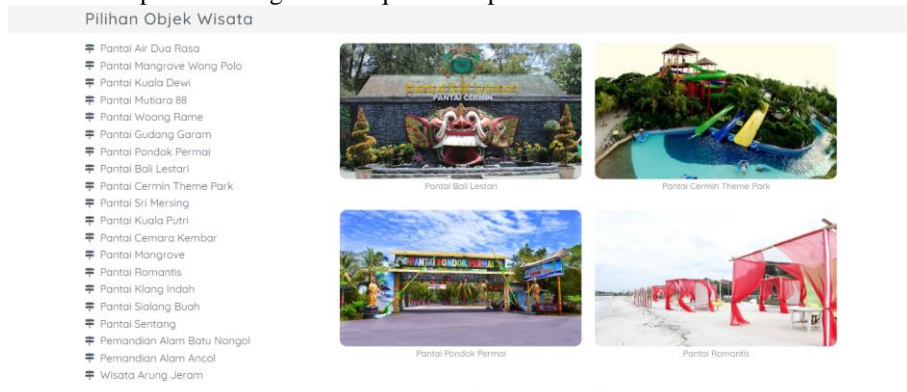 Pilihan Objek Wisata
Pantai Air Dua Rasa
Pantai Mangrove Wong Polo
Pantai Kuala Dewi
Pantai Mutiara 88
Pantai Woong Rame
Pantai Gudang Garam
Pantai Pondok Permai
Pantai Bali Lestari
Pantai Cermin Theme Park
Pantai Sri Mersing
Pantai Kuala Putri
Pantai Cemara Kembar
Pantai Mangrove
Pantai Romantis
Pantai Klang Indah
Pantai Sialang Buah
Pantai Sentang
Pemandian Alam Batu Nongol
Pemandian Alam Ancol
Wisata Arung Jeram
PANTAI CERMIN
Pantai Bali Lestari
Pantai Cermin Theme Park
PANTAI PONDOK PERMAI
Pantai Pondok Permai
Pantai Romantis